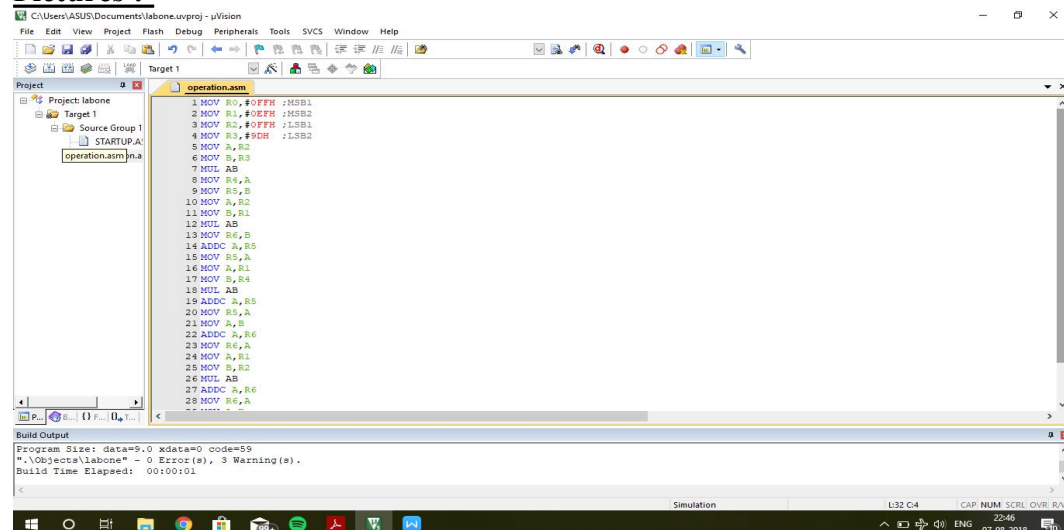 C:\Users\ASUS\Documents\labone.uvproj - µVision
File Edit View Project Flash Debug Peripherals Tools SVCS Window Help
Target 1
Project
operation.asm
Project: labone
Target 1
Source Group 1
STARTUP.A
operation.asm on.a
1 MOV R0,#0FFH ;MSB1
2 MOV R1,#0EFH ;MSB2
3 MOV R2,#0FFH ;LSB1
4 MOV R3,#9DH ;LSB2
5 MOV A,R2
6 MOV B,R3
7 MUL AB
8 MOV R4,A
9 MOV R5,B
10 MOV A,R2
11 MOV B,R1
12 MUL AB
13 MOV R6,B
14 ADDC A,R5
15 MOV R5,A
16 MOV A,R1
17 MOV B,R4
18 MUL AB
19 ADDC A,R5
20 MOV R5,A
21 MOV A,B
22 ADDC A,R6
23 MOV R6,A
24 MOV A,R1
25 MOV B,R2
26 MUL AB
27 ADDC A,R6
28 MOV R6,A
P... B... {} F... 0 T...
Build Output
Program Size: data=9.0 xdata=0 code=59
".\Objects\labone" - 0 Error(s), 3 Warning(s).
Build Time Elapsed: 00:00:01
Simulation L:32 C:4 CAP NUM SCRL OVR R/
ENG 22:46
07-08-2018